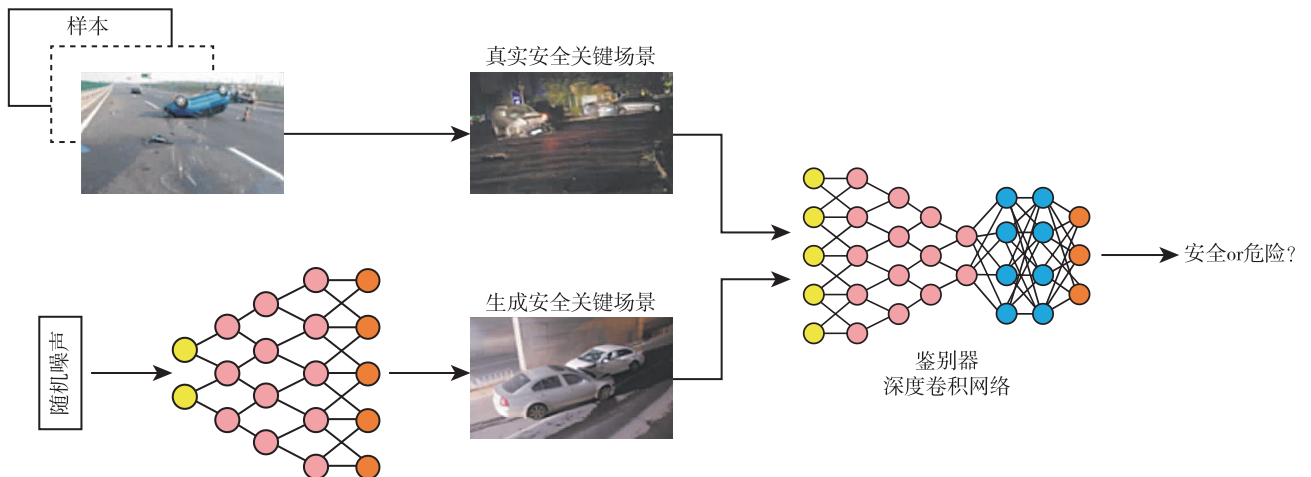 样本
真实安全关键场景
生成安全关键场景
随机噪声
安全or危险?
鉴别器
深度卷积网络